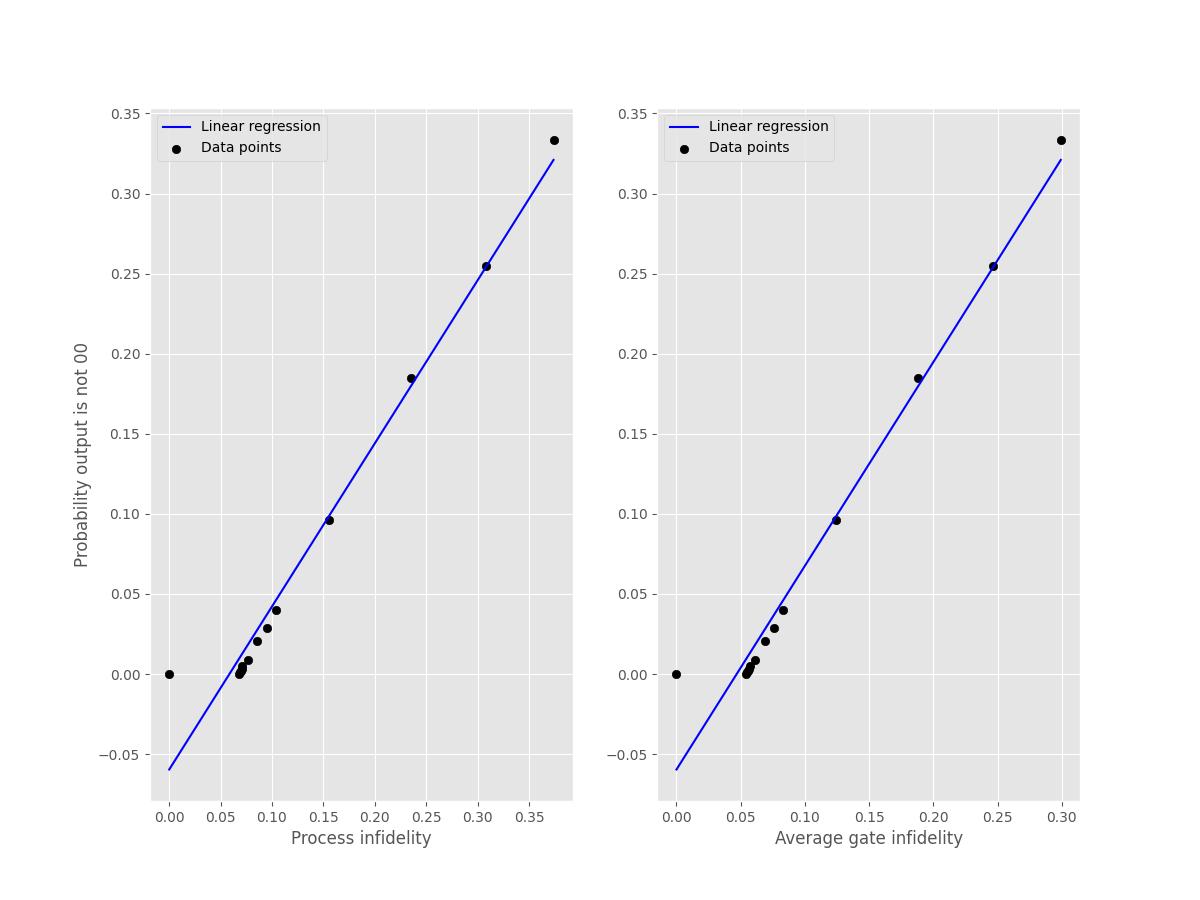 Linear regression
Data points
0.35
0.30
0.25
0.20
0.15
0.10
0.05
0.00
−0.05
Probability output is not 00
0.00 0.05 0.10 0.15 0.20 0.25 0.30 0.35
Process infidelity
Linear regression
Data points
0.35
0.30
0.25
0.20
0.15
0.10
0.05
0.00
−0.05
0.00 0.05 0.10 0.15 0.20 0.25 0.30
Average gate infidelity